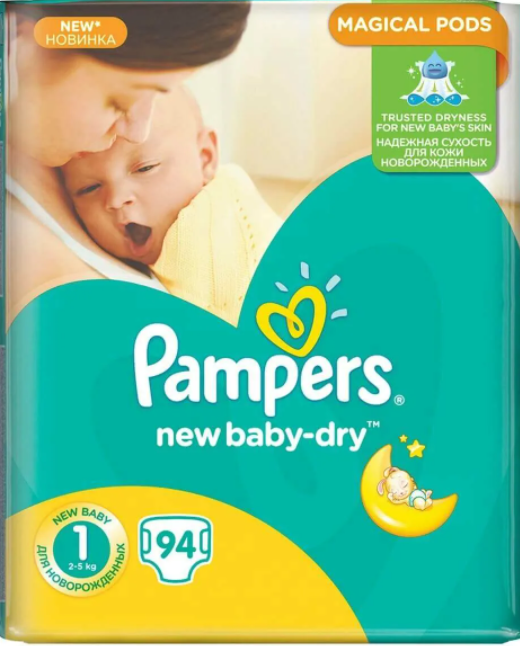 NEW*
НОВИНКА
MAGICAL PODS
TRUSTED DRYNESS
FOR NEW BABY'S SKIN
НАДЕЖНАЯ СУХОСТЬ
ДЛЯ КОЖИ
НОВОРОЖДЕННЫХ
Pampers®
new baby-dry™
NEW BABY
1
2-5 kg
ДЛЯ НОВОРОЖДЕННЫХ
94